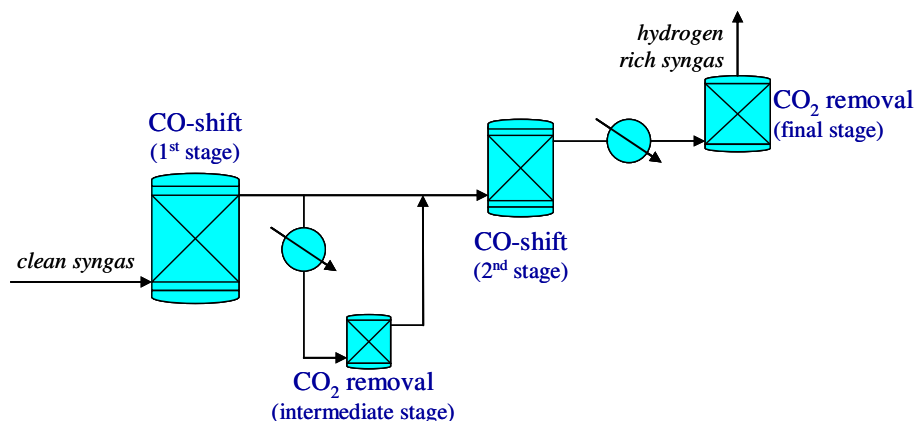 hydrogen
rich syngas
CO₂ removal
(final stage)
CO-shift
(1ˢᵗ stage)
CO-shift
(2ⁿᵈ stage)
clean syngas
CO₂ removal
(intermediate stage)